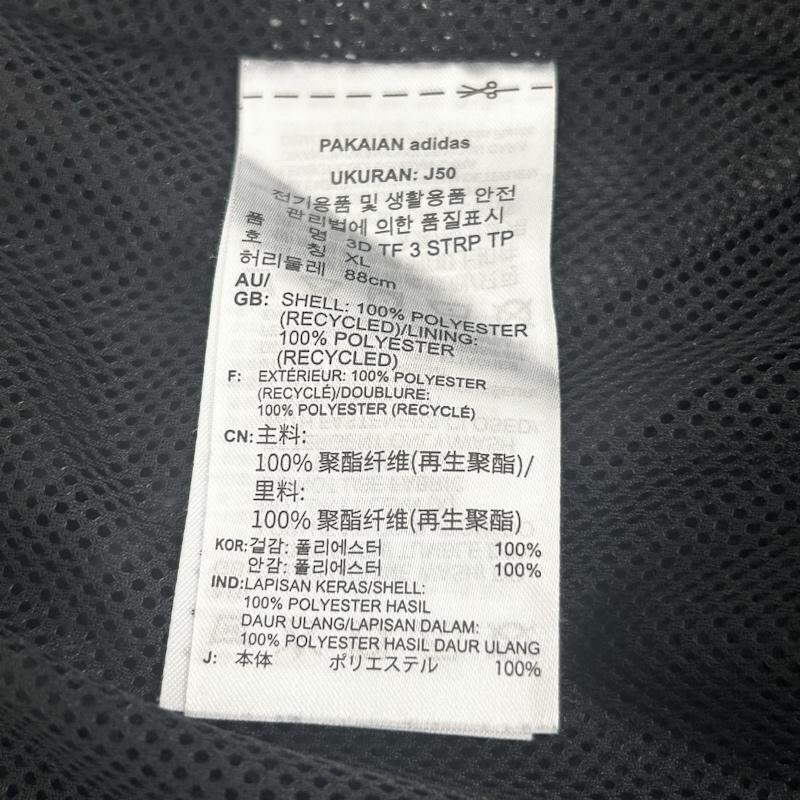 PAKAIAN adidas
UKURAN: J50
전기용품 및 생활용품 안전
관리법에 의한 품질표시
품 명 3D TF 3 STRP TP
호 칭 XL
허리둘레 88cm
AU/
GB: SHELL: 100% POLYESTER
(RECYCLED)/LINING:
100% POLYESTER
(RECYCLED)
F: EXTÉRIEUR: 100% POLYESTER
(RECYCLÉ)/DOUBLURE:
100% POLYESTER (RECYCLÉ)
CN: 主料:
100% 聚酯纤维(再生聚酯)/
里料:
100% 聚酯纤维(再生聚酯)
KOR: 겉감: 폴리에스터 100%
안감: 폴리에스터 100%
IND: LAPISAN KERAS/SHELL:
100% POLYESTER HASIL
DAUR ULANG/LAPISAN DALAM:
100% POLYESTER HASIL DAUR ULANG
J: 本体 ポリエステル 100%